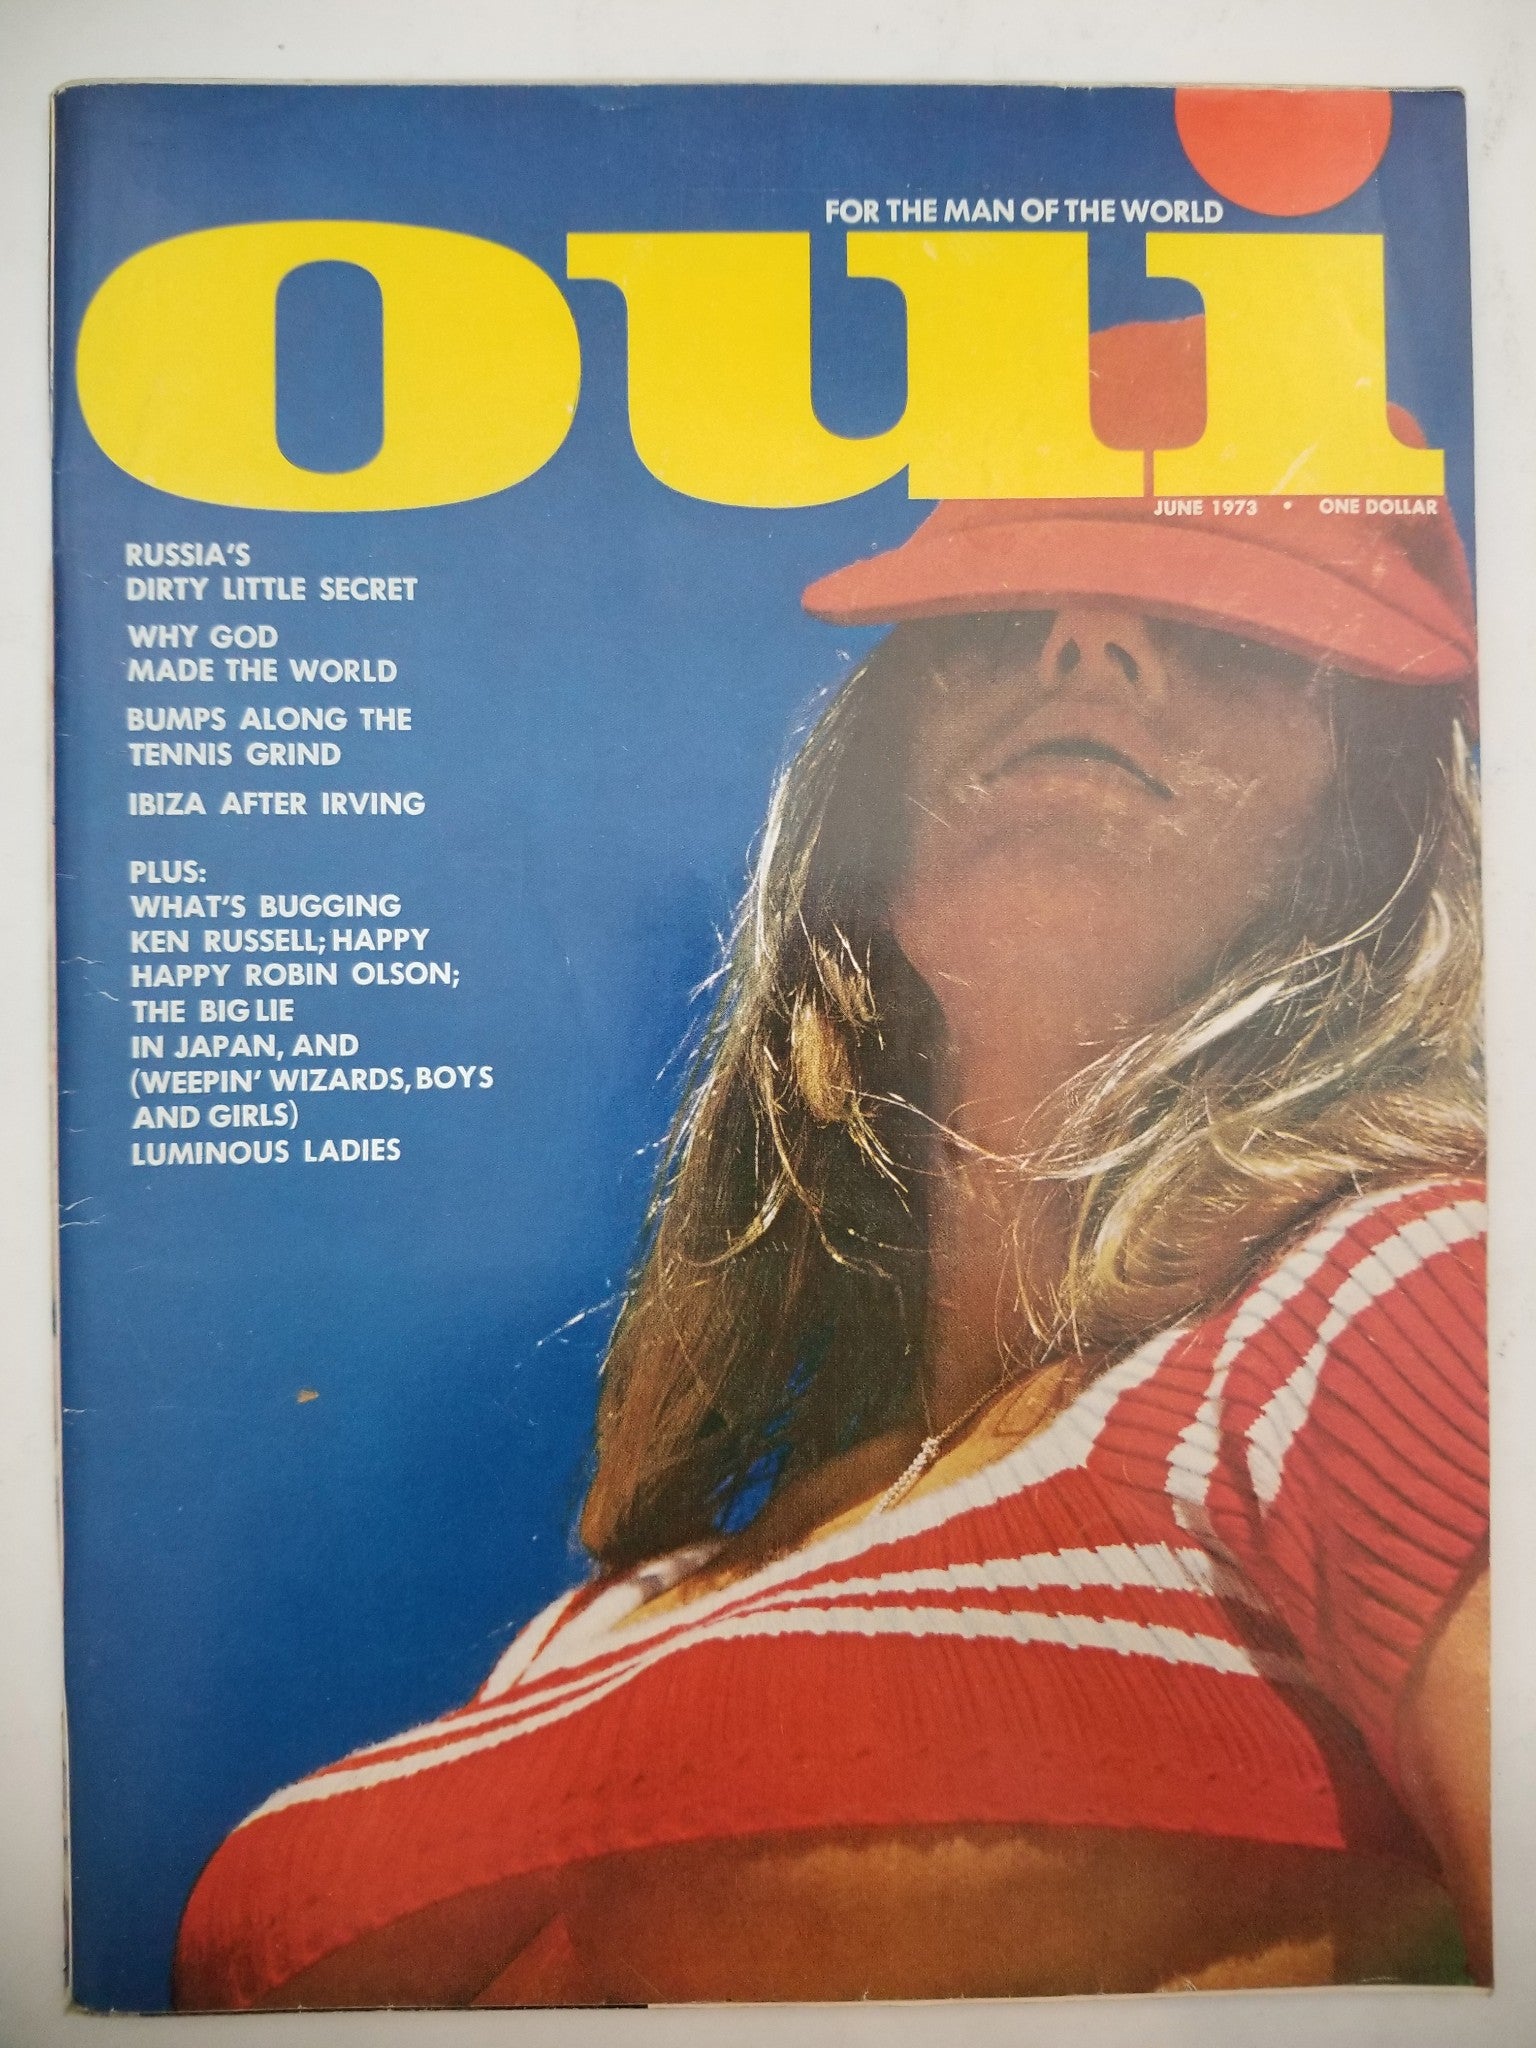 FOR THE MAN OF THE WORLD
oui
JUNE 1973 • ONE DOLLAR
RUSSIA'S
DIRTY LITTLE SECRET
WHY GOD
MADE THE WORLD
BUMPS ALONG THE
TENNIS GRIND
IBIZA AFTER IRVING
PLUS:
WHAT'S BUGGING
KEN RUSSELL; HAPPY
HAPPY ROBIN OLSON;
THE BIG LIE
IN JAPAN, AND
(WEEPIN' WIZARDS, BOYS
AND GIRLS)
LUMINOUS LADIES